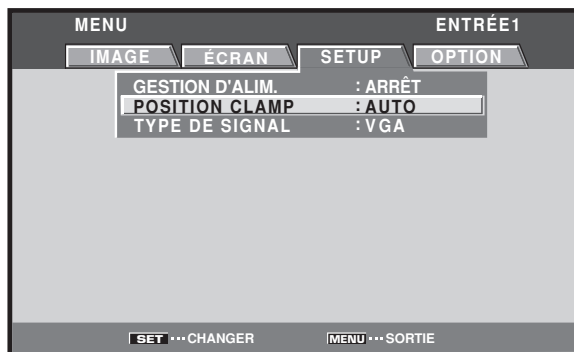 MENU ENTRÉE1
IMAGE ÉCRAN SETUP OPTION
GESTION D'ALIM. : ARRÊT
POSITION CLAMP : AUTO
TYPE DE SIGNAL : VGA
SET ··· CHANGER MENU ··· SORTIE